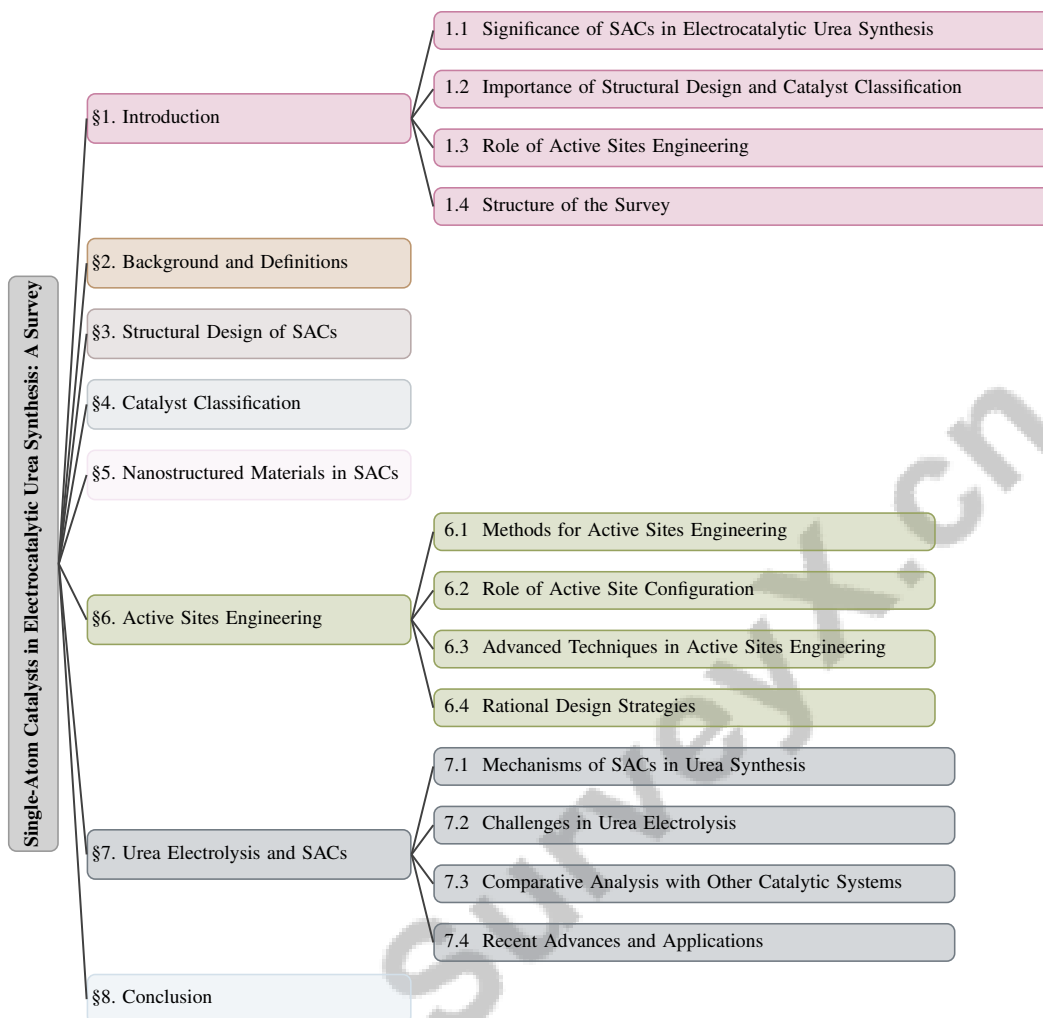 Single-Atom Catalysts in Electrocatalytic Urea Synthesis: A Survey
§1. Introduction
1.1 Significance of SACs in Electrocatalytic Urea Synthesis
1.2 Importance of Structural Design and Catalyst Classification
1.3 Role of Active Sites Engineering
1.4 Structure of the Survey
§2. Background and Definitions
§3. Structural Design of SACs
§4. Catalyst Classification
§5. Nanostructured Materials in SACs
§6. Active Sites Engineering
6.1 Methods for Active Sites Engineering
6.2 Role of Active Site Configuration
6.3 Advanced Techniques in Active Sites Engineering
6.4 Rational Design Strategies
§7. Urea Electrolysis and SACs
7.1 Mechanisms of SACs in Urea Synthesis
7.2 Challenges in Urea Electrolysis
7.3 Comparative Analysis with Other Catalytic Systems
7.4 Recent Advances and Applications
§8. Conclusion
SurveyX.cn